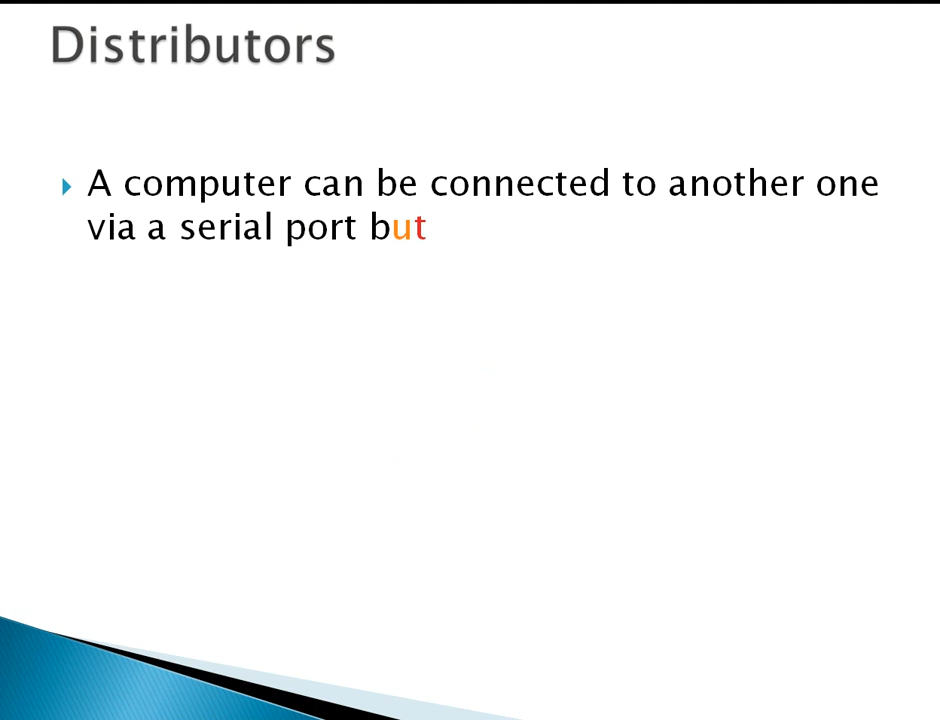 Distributors
A computer can be connected to another one
via a serial port but